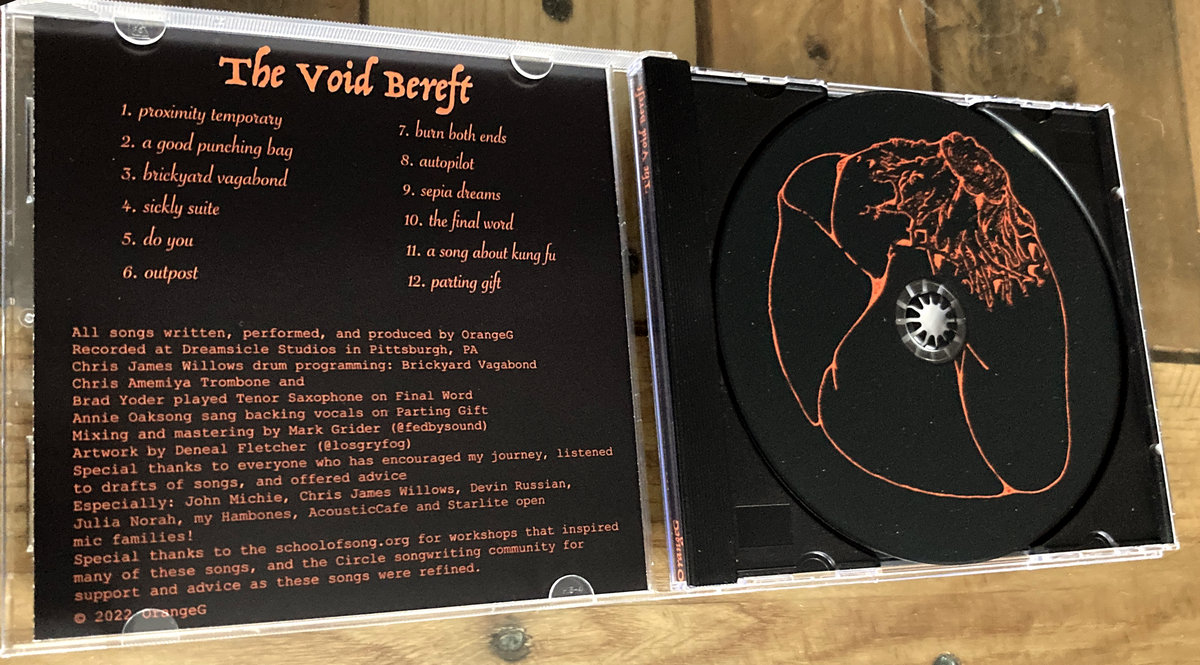 The Void Bereft
1. proximity temporary
2. a good punching bag
3. brickyard vagabond
4. sickly suite
5. do you
6. outpost
7. burn both ends
8. autopilot
9. sepia dreams
10. the final word
11. a song about kung fu
12. parting gift
All songs written, performed, and produced by OrangeG
Recorded at Dreamsicle Studios in Pittsburgh, PA
Chris James Willows drum programming: Brickyard Vagabond
Chris Amemiya Trombone and
Brad Yoder played Tenor Saxophone on Final Word
Annie Oaksong sang backing vocals on Parting Gift
Mixing and mastering by Mark Grider (@fedbysound)
Artwork by Deneal Fletcher (@losgryfog)
Special thanks to everyone who has encouraged my journey, listened
to drafts of songs, and offered advice
Especially: John Michie, Chris James Willows, Devin Russian,
Julia Norah, my Hambones, AcousticCafe and Starlite open
mic families!
Special thanks to the schoolofsong.org for workshops that inspired
many of these songs, and the Circle songwriting community for
support and advice as these songs were refined.
© 2022 OrangeG
The Void Bereft
OrangeG